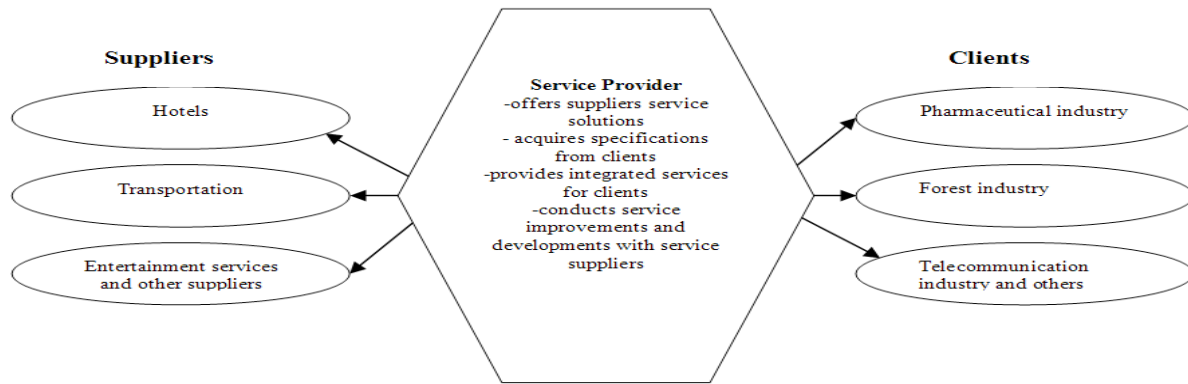 Suppliers
Hotels
Transportation
Entertainment services
and other suppliers
Service Provider
-offers suppliers service
solutions
- acquires specifications
from clients
-provides integrated services
for clients
-conducts service
improvements and
developments with service
suppliers
Clients
Pharmaceutical industry
Forest industry
Telecommunication
industry and others